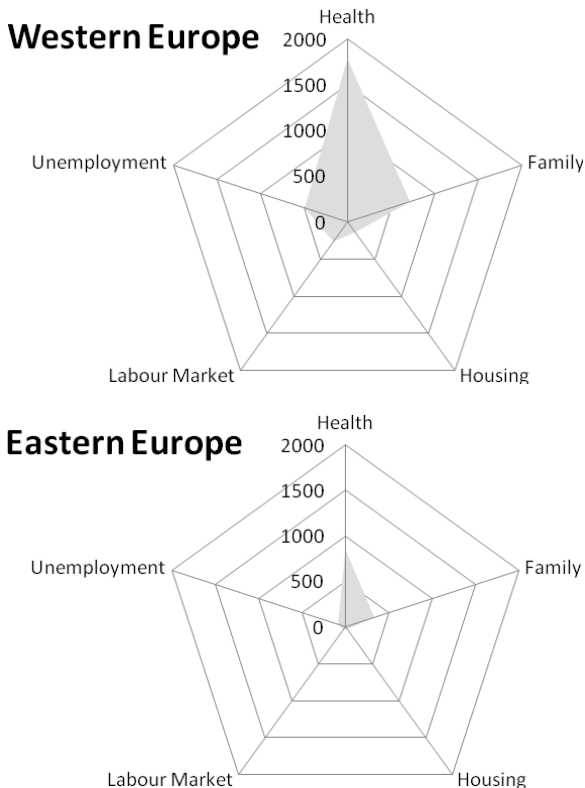 Western Europe
Health
2000
1500
1000
500
0
Unemployment
Family
Labour Market
Housing
Eastern Europe
Health
2000
1500
1000
500
0
Unemployment
Family
Labour Market
Housing